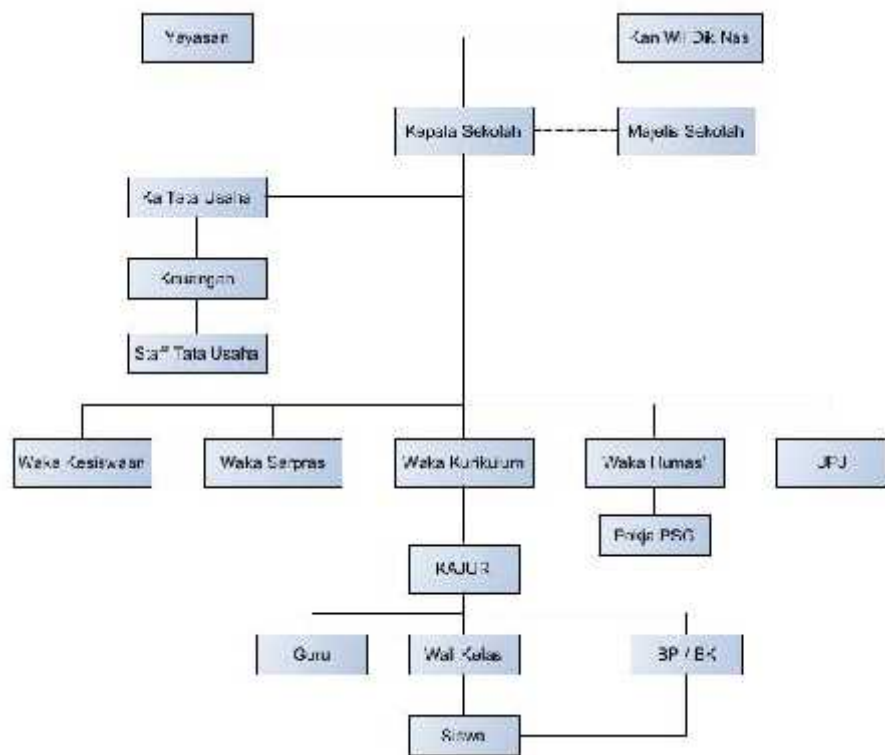 Yayasan
Kan Wil Dik Nas
Kepala Sekolah
Majelis Sekolah
Ka Tata Usaha
Keuangan
Staff Tata Usaha
Waka Kesiswaan
Waka Sarpras
Waka Kurikulum
Waka Humas
UPJ
Pokja PSG
KAJUR
Guru
Wali Kelas
BP / BK
Siswa